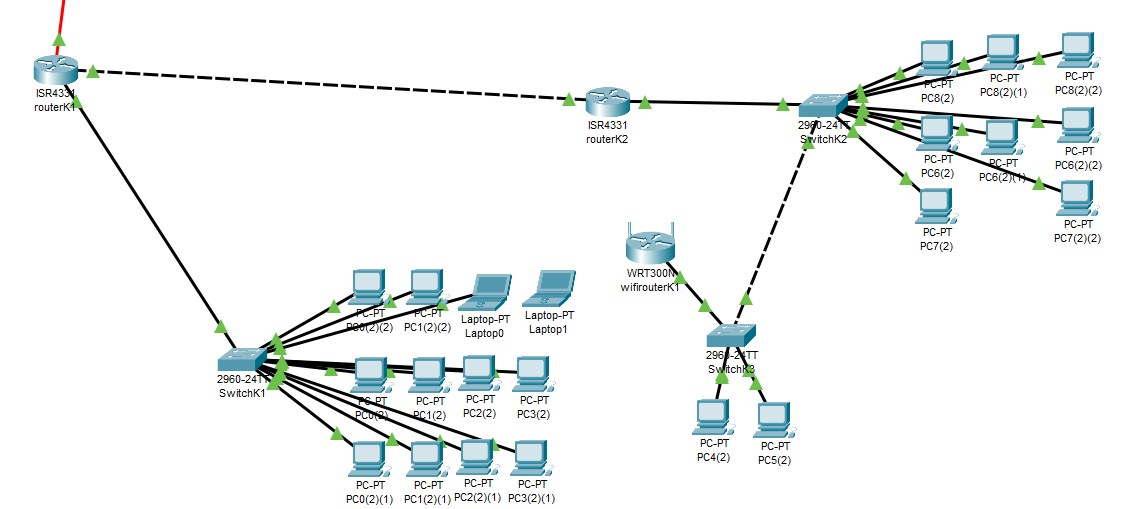 ISR4331
routerK1
ISR4331
routerK2
2960-24TT
SwitchK2
PC-PT
PC8(2)
PC-PT
PC8(2)(1)
PC-PT
PC8(2)(2)
PC-PT
PC6(2)
PC-PT
PC6(2)(1)
PC-PT
PC6(2)(2)
PC-PT
PC7(2)
PC-PT
PC7(2)(2)
WRT300N
wifirouterK1
2960-24TT
SwitchK3
PC-PT
PC4(2)
PC-PT
PC5(2)
PC-PT
PC0(2)(2)
PC-PT
PC1(2)(2)
Laptop-PT
Laptop0
Laptop-PT
Laptop1
2960-24TT
SwitchK1
PC-PT
PC0(2)
PC-PT
PC1(2)
PC-PT
PC2(2)
PC-PT
PC3(2)
PC-PT
PC0(2)(1)
PC-PT
PC1(2)(1)
PC-PT
PC2(2)(1)
PC-PT
PC3(2)(1)